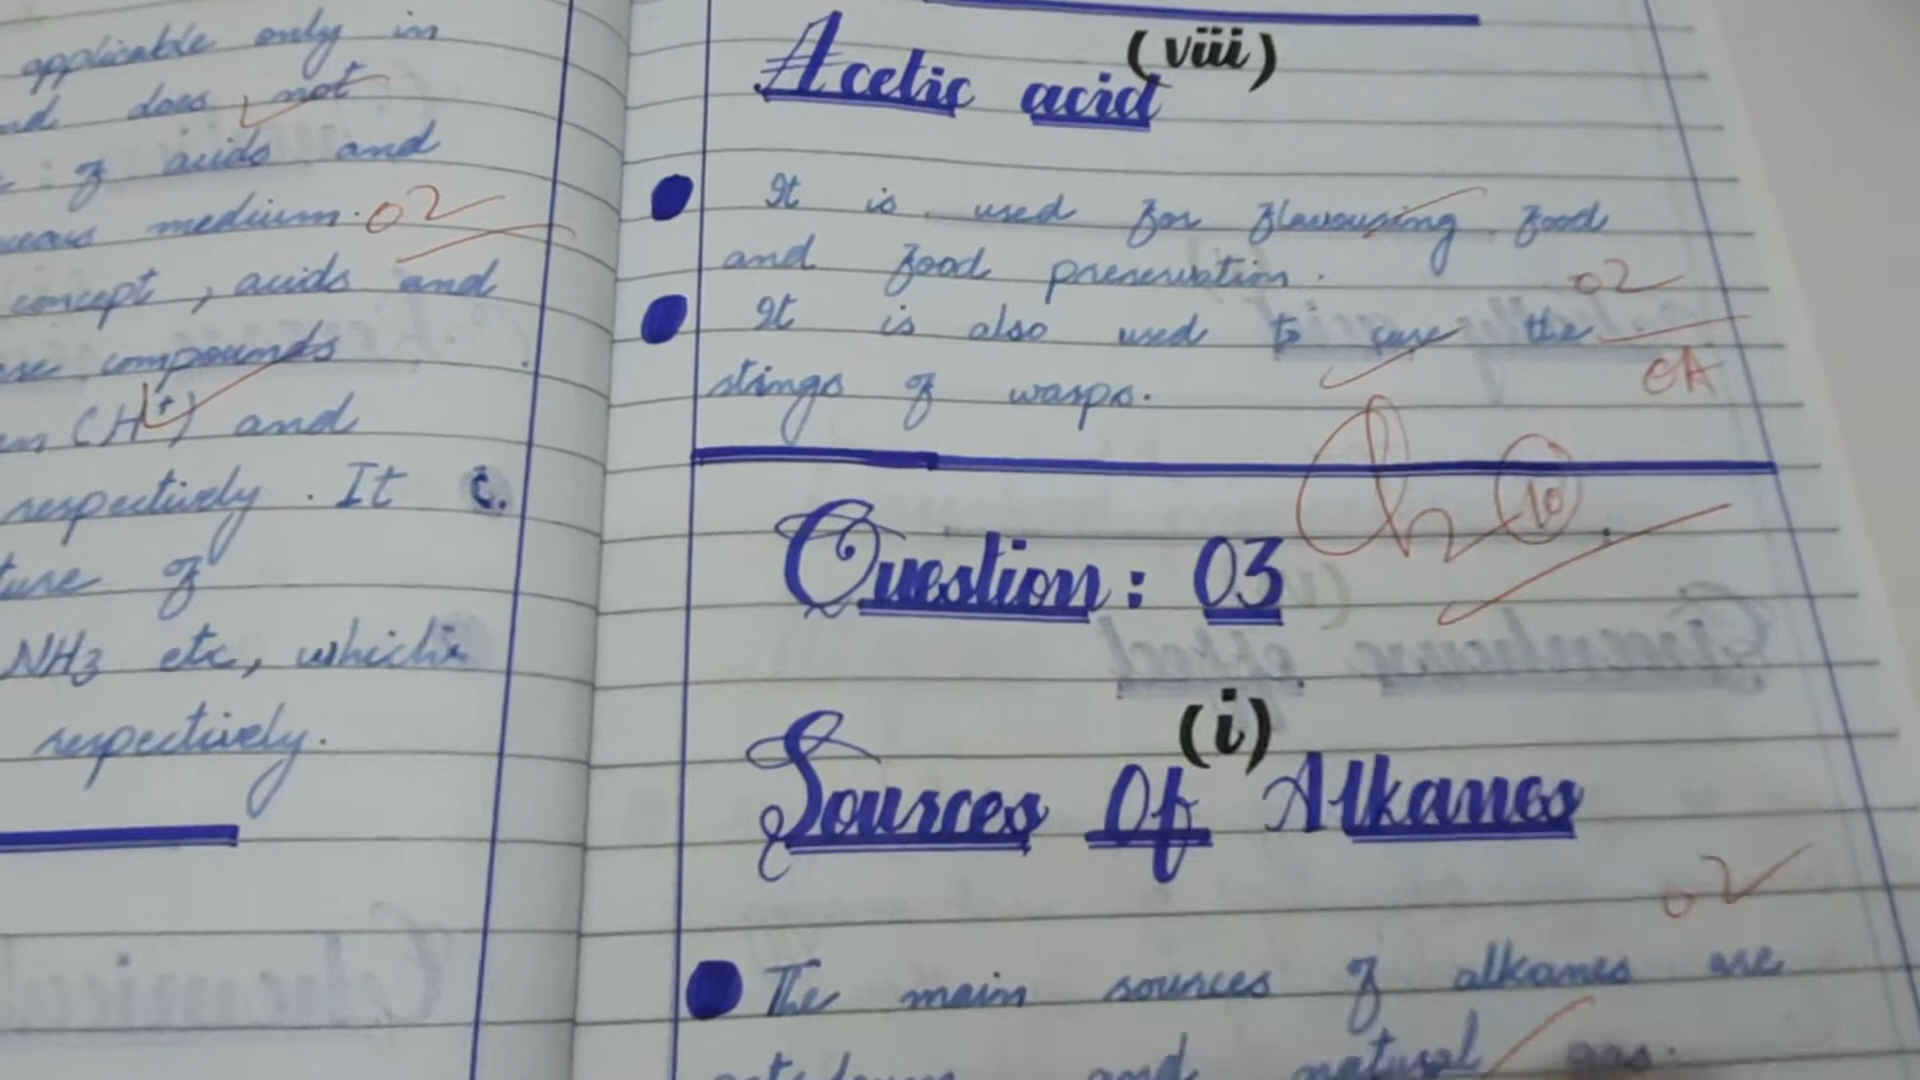 applicable only in
does not
of acids and
medium. 02
concept, acids and
compounds
(H+) and
respectively. It
of
NH3 etc, which
respectively.
(viii)
Acetic acid
It is used for flavouring food
and food preservation.
02
It is also used to cure the
stings of wasps.
10
Question: 03
(i)
Sources Of Alkanes
02
The main sources of alkanes are
and natural gas.